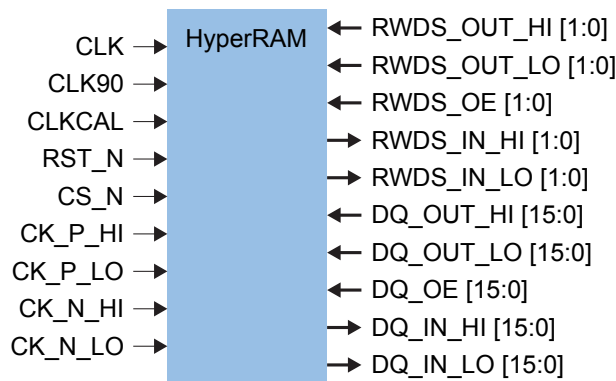 HyperRAM
CLK
CLK90
CLKCAL
RST_N
CS_N
CK_P_HI
CK_P_LO
CK_N_HI
CK_N_LO
RWDS_OUT_HI [1:0]
RWDS_OUT_LO [1:0]
RWDS_OE [1:0]
RWDS_IN_HI [1:0]
RWDS_IN_LO [1:0]
DQ_OUT_HI [15:0]
DQ_OUT_LO [15:0]
DQ_OE [15:0]
DQ_IN_HI [15:0]
DQ_IN_LO [15:0]